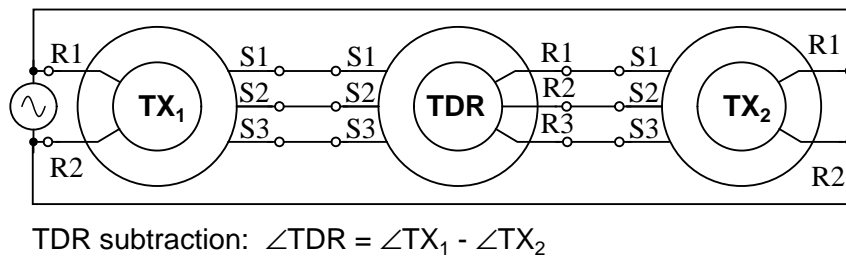 R1 S1 S1 R1 S1 R1
TX₁ S2 S2 TDR R2 S2 TX₂
R2 S3 S3 R3 S3 R2
TDR subtraction: ∠TDR = ∠TX₁ - ∠TX₂